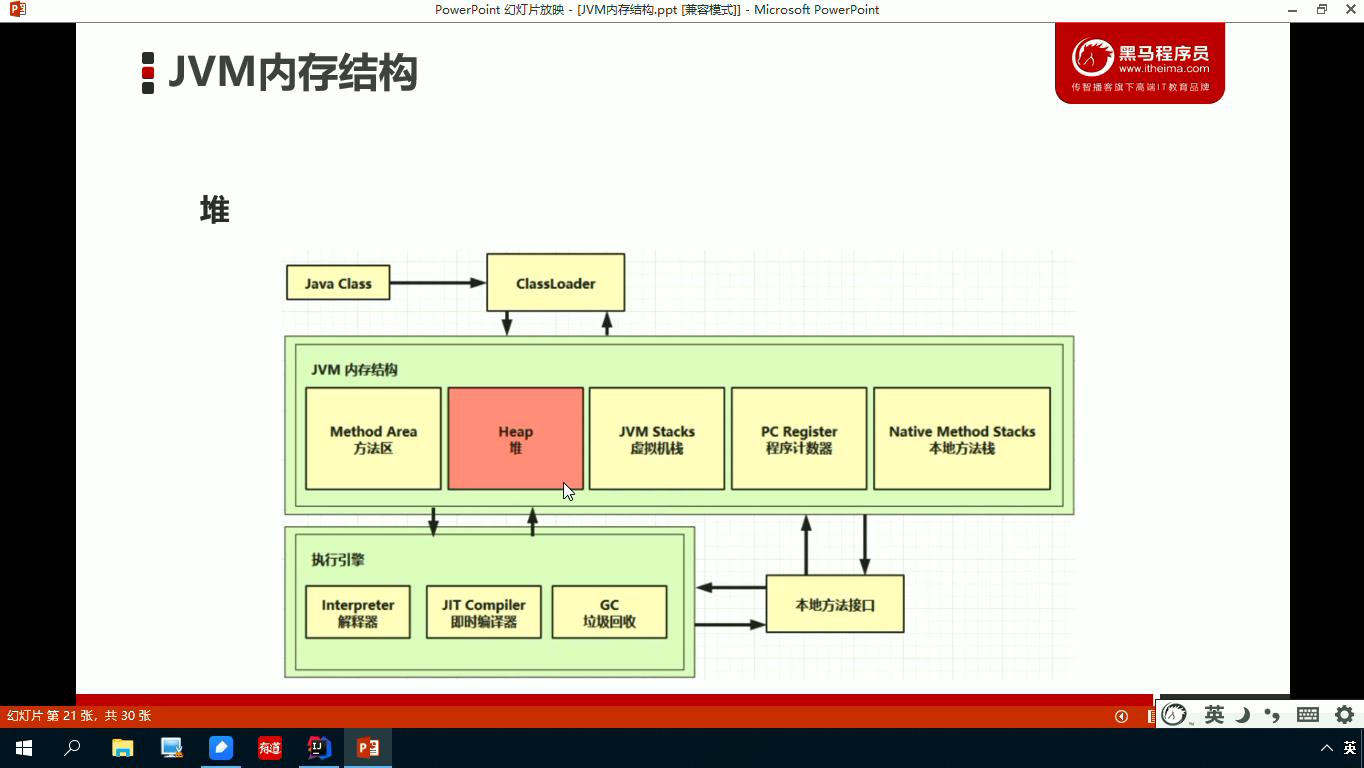 PowerPoint 幻灯片放映 - [JVM内存结构.ppt [兼容模式]] - Microsoft PowerPoint
JVM内存结构
黑马程序员
www.itheima.com
传智播客旗下高端IT教育品牌
堆
Java Class
ClassLoader
JVM 内存结构
Method Area
方法区
Heap
堆
JVM Stacks
虚拟机栈
PC Register
程序计数器
Native Method Stacks
本地方法栈
执行引擎
Interpreter
解释器
JIT Compiler
即时编译器
GC
垃圾回收
本地方法接口
幻灯片 第 21 张，共 30 张
英
有道
IJ
英